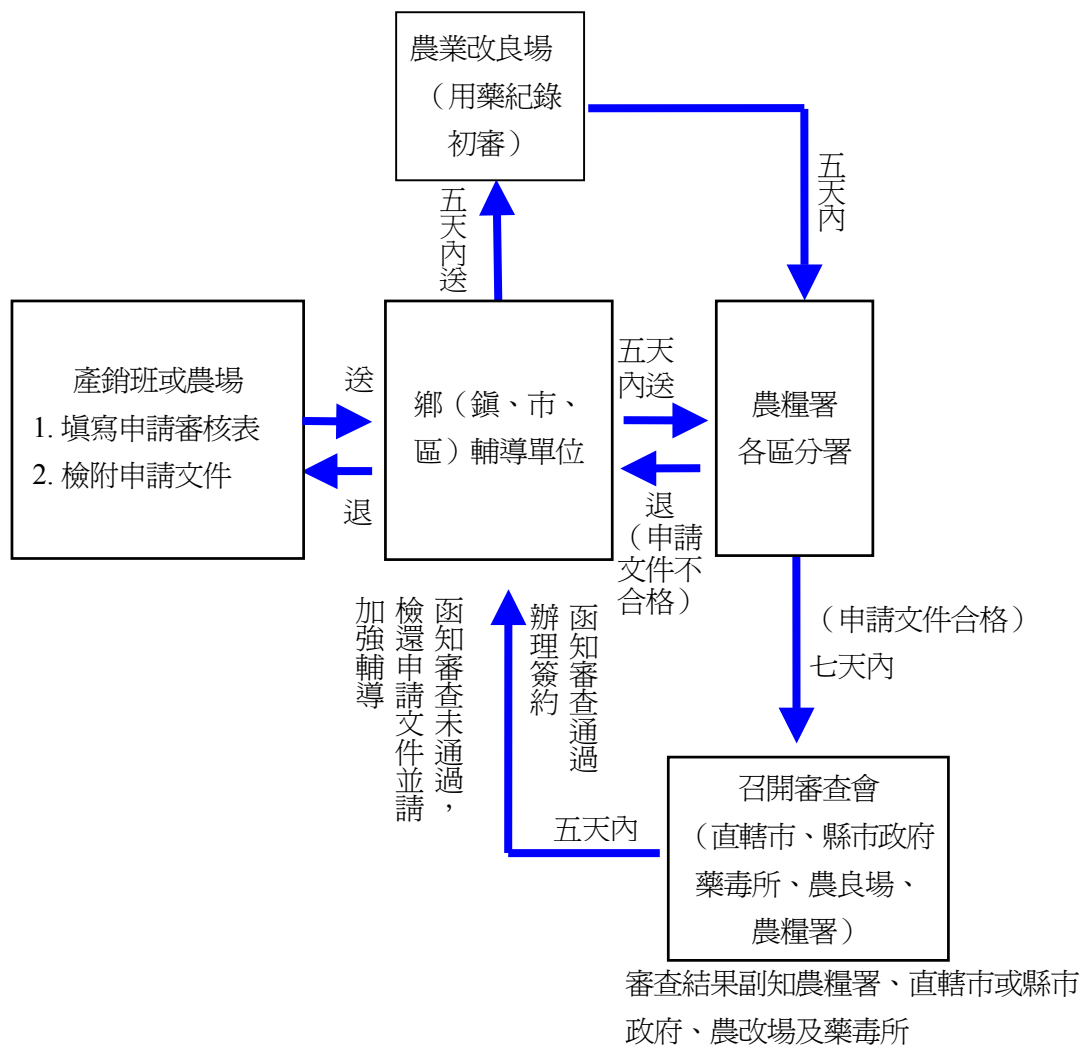 農業改良場
（用藥紀錄
初審）
五天內送
五天內
產銷班或農場
1. 填寫申請審核表
2. 檢附申請文件
送
退
鄉（鎮、市、
區）輔導單位
五天
內送
退
（申請
文件不
合格）
農糧署
各區分署
（申請文件合格）
七天內
函知審查通過
辦理簽約
函知審查未通過，
檢還申請文件並請
加強輔導
五天內
召開審查會
（直轄市、縣市政府
藥毒所、農良場、
農糧署）
審查結果副知農糧署、直轄市或縣市
政府、農改場及藥毒所